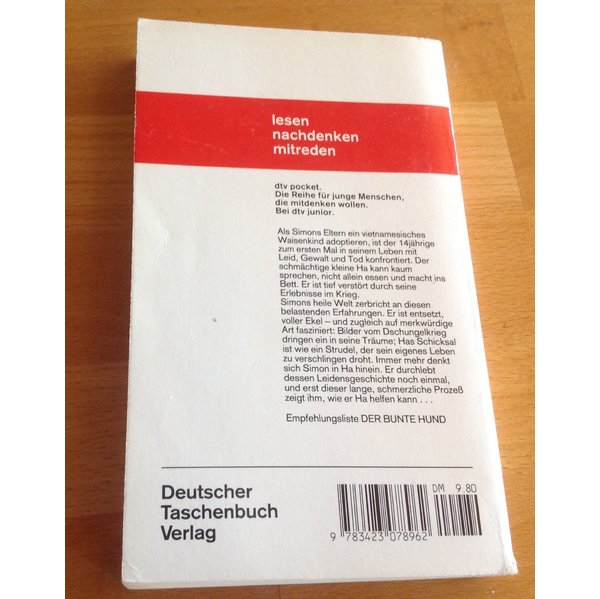 lesen
nachdenken
mitreden
dtv pocket.
Die Reihe für junge Menschen,
die mitdenken wollen.
Bei dtv junior.
Als Simons Eltern ein vietnamesisches
Waisenkind adoptieren, ist der 14jährige
zum ersten Mal in seinem Leben mit
Leid, Gewalt und Tod konfrontiert. Der
schmächtige kleine Ha kann kaum
sprechen, nicht allein essen und macht ins
Bett. Er ist tief verstört durch seine
Erlebnisse im Krieg.
Simons heile Welt zerbricht an diesen
belastenden Erfahrungen. Er ist entsetzt,
voller Ekel – und zugleich auf merkwürdige
Art fasziniert: Bilder vom Dschungelkrieg
dringen ein in seine Träume; Has Schicksal
ist wie ein Strudel, der sein eigenes Leben
zu verschlingen droht. Immer mehr denkt
sich Simon in Ha hinein. Er durchlebt
dessen Leidensgeschichte noch einmal,
und erst dieser lange, schmerzliche Prozeß
zeigt ihm, wie er Ha helfen kann . . .
Empfehlungsliste DER BUNTE HUND
Deutscher
Taschenbuch
Verlag
DM 9.80
9 783423 078962